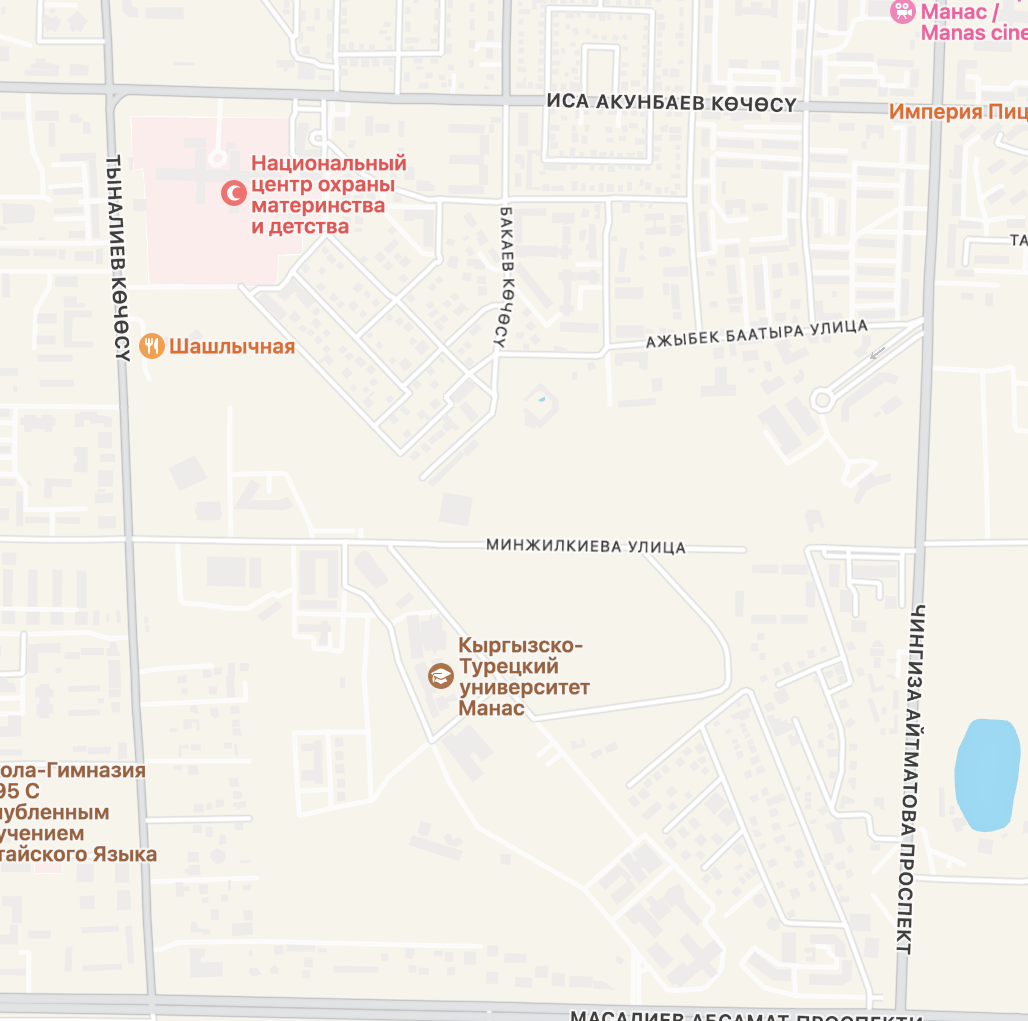 Манас /
Manas cine
ИСА АКУНБАЕВ КӨЧӨСҮ
Империя Пиц
Национальный
центр охраны
материнства
и детства
ТЫНАЛИЕВ КӨЧӨСҮ
БАКАЕВ КӨЧӨСҮ
ТА
АЖЫБЕК БААТЫРА УЛИЦА
Шашлычная
МИНЖИЛКИЕВА УЛИЦА
Кыргызско-
Турецкий
университет
Манас
ЧИНГИЗА АЙТМАТОВА ПРОСПЕКТ
ола-Гимназия
95 С
лубленным
учением
тайского Языка
МАСАЛИЕВ АБСАМАТ ПРОСПЕКТИ